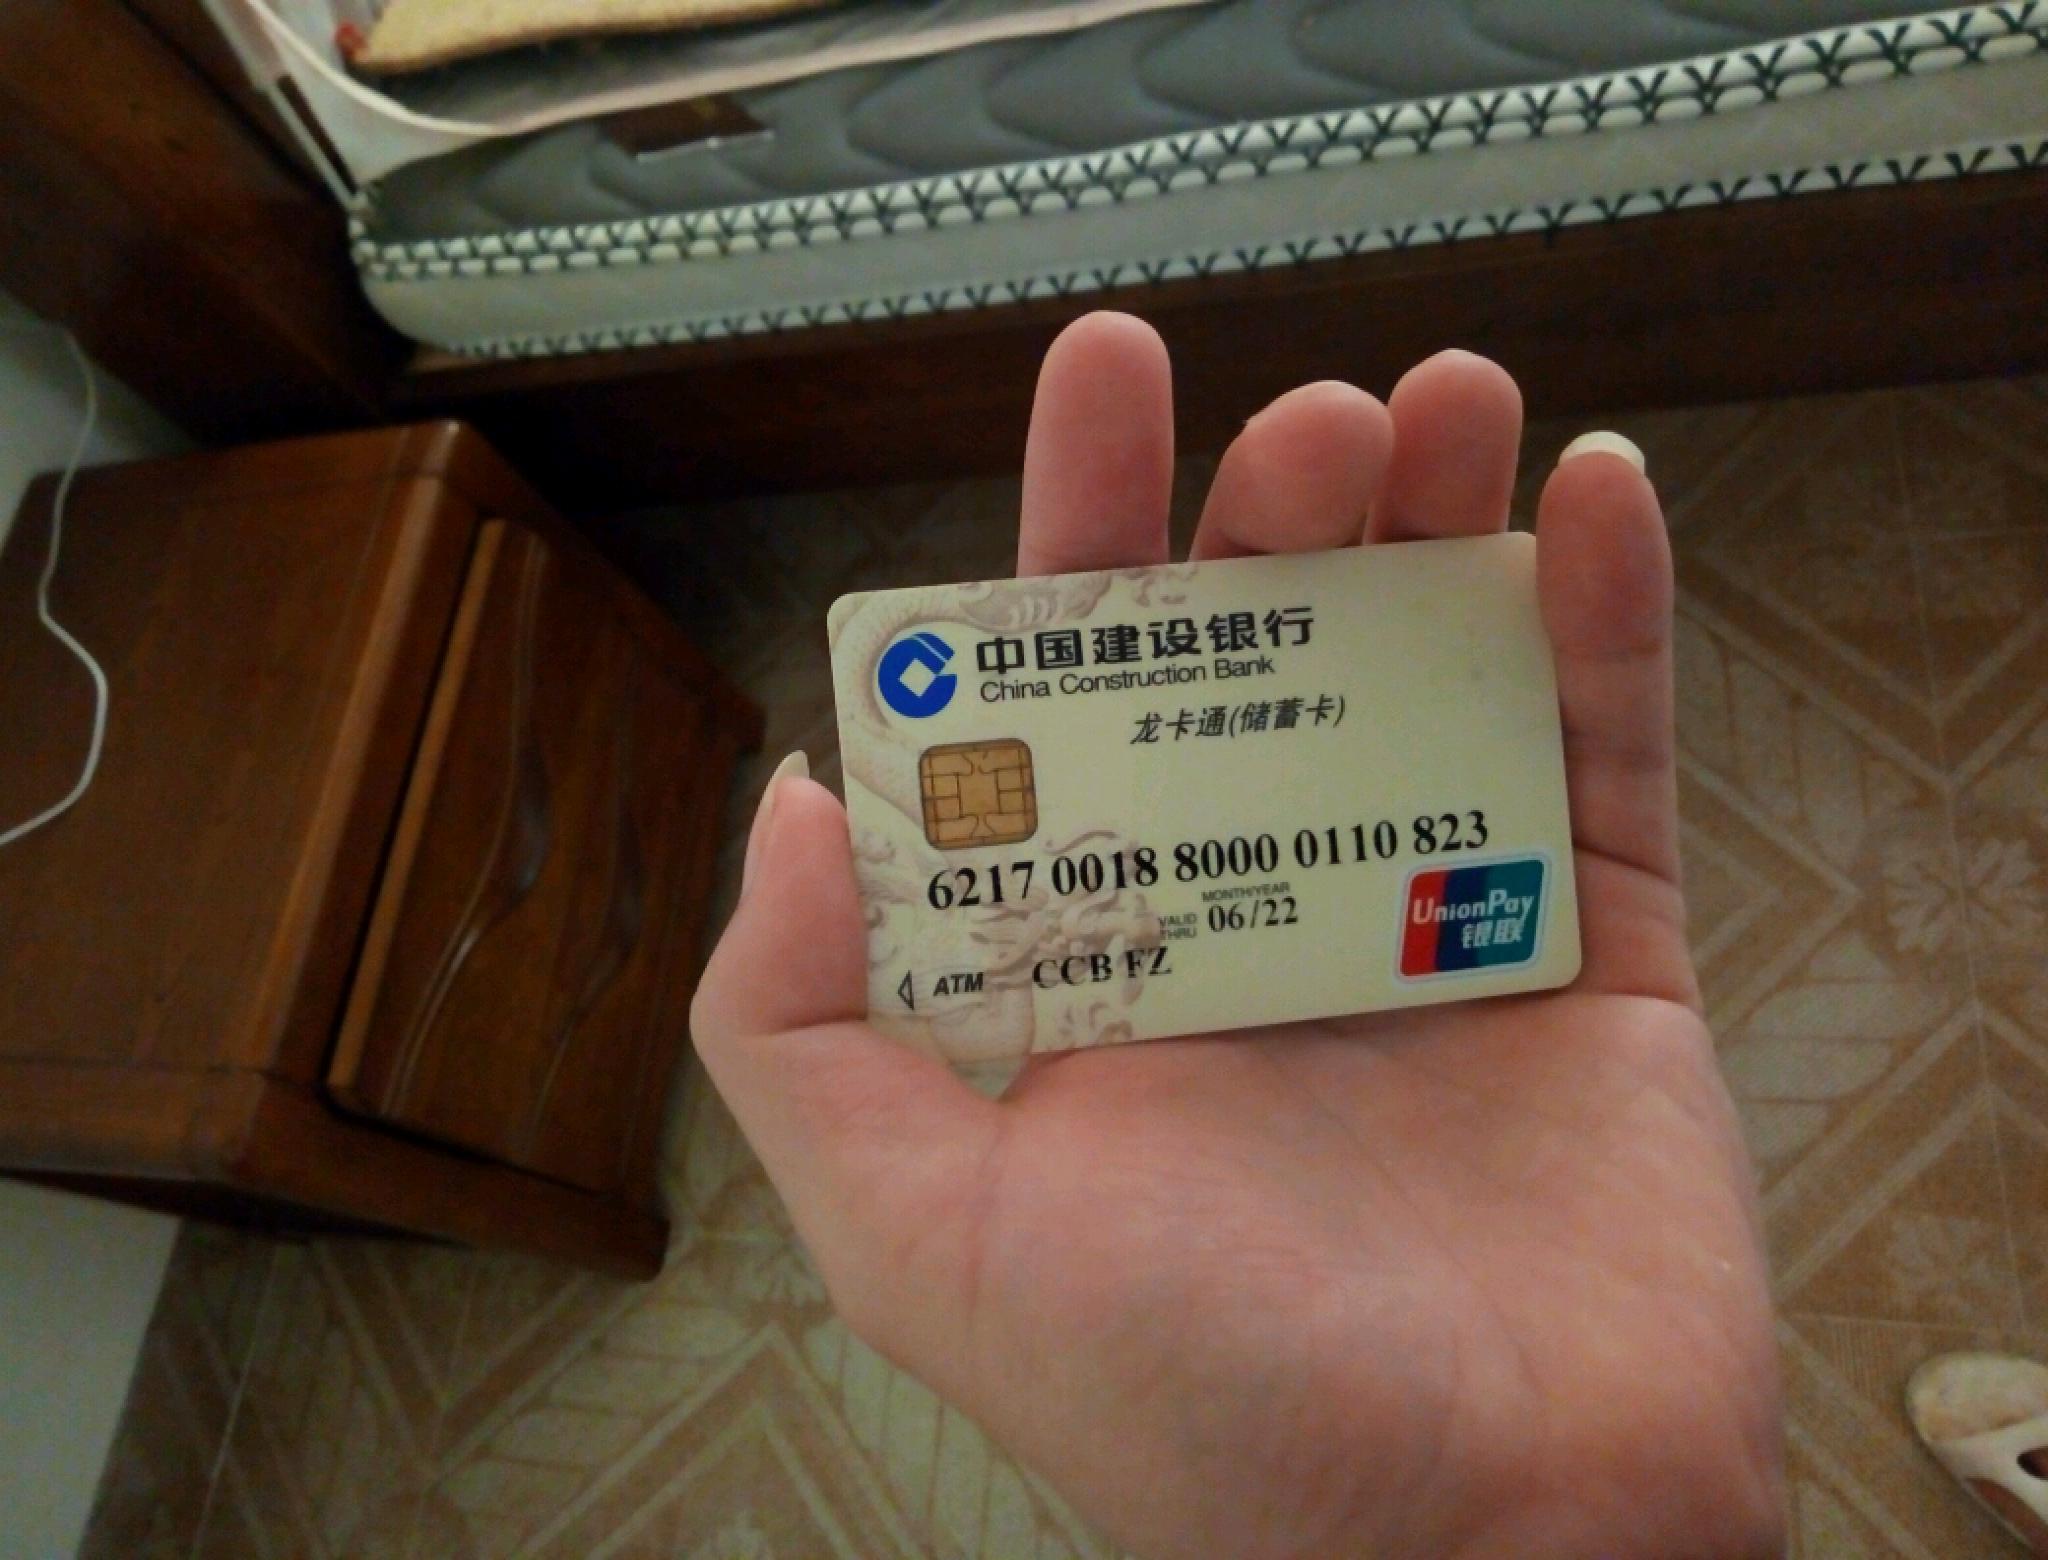 中国建设银行
China Construction Bank
龙卡通(储蓄卡)
6217 0018 8000 0110 823
MONTH/YEAR
VALID THRU 06/22
ATM CCB FZ
UnionPay
银联